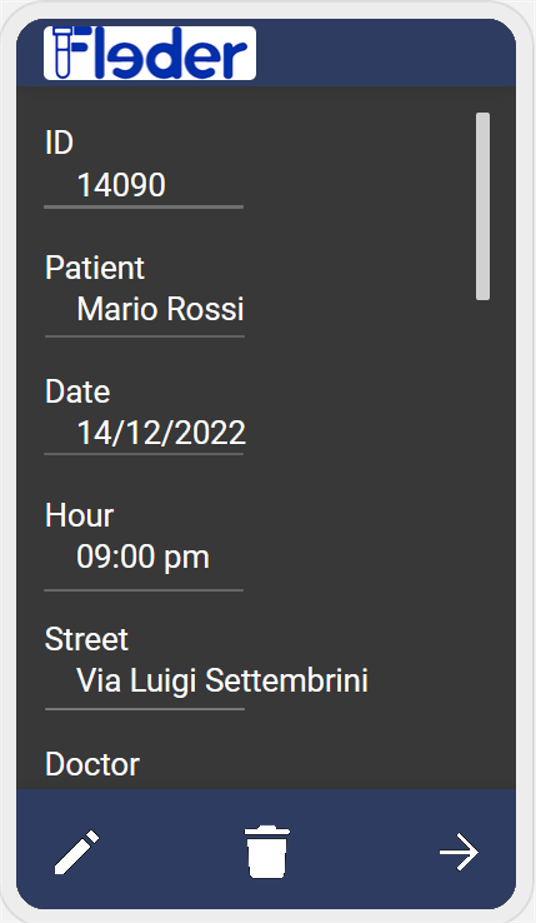 Fleder
ID
14090
Patient
Mario Rossi
Date
14/12/2022
Hour
09:00 pm
Street
Via Luigi Settembrini
Doctor